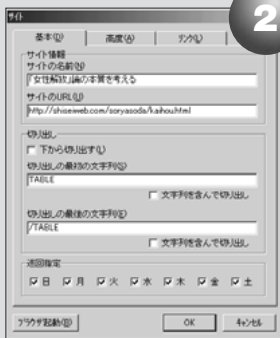 サイト
2
基本(D) 高度(A) リンク(L)
サイト情報
サイトの名前(N)
「女性解放」論の本質を考える
サイトのURL(U)
http://shiseiweb.com/soryasoda/kaihou.html
切り出し
下から切り出す(L)
切り出しの最初の文字列(S)
TABLE
文字列を含んで切り出し
切り出しの最後の文字列(E)
/TABLE
文字列を含んで切り出し
巡回指定
日 月 火 水 木 金 土
ブラウザ起動(B) OK キャンセル